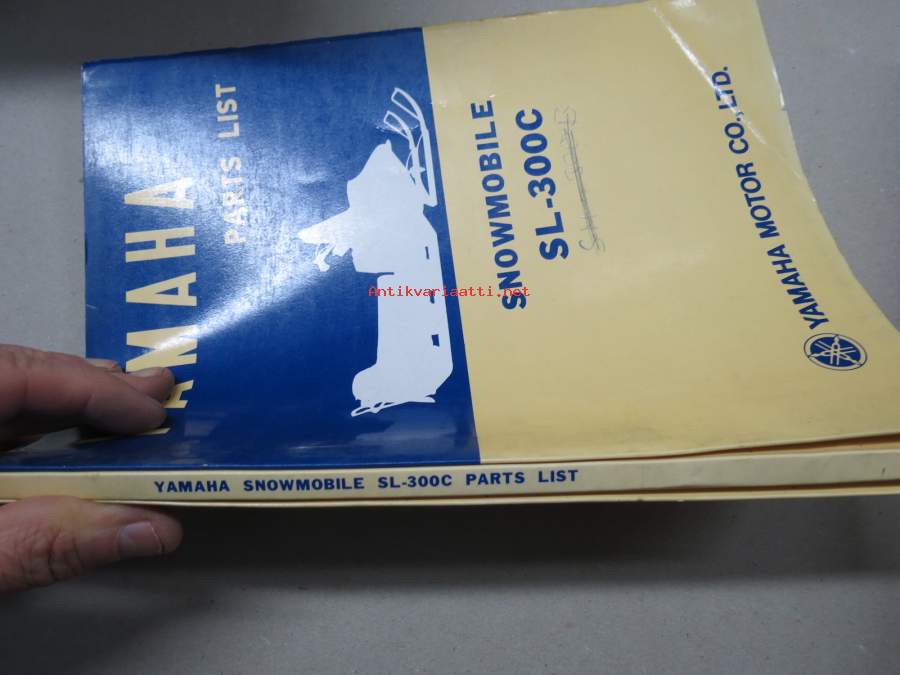 YAMAHA
PARTS LIST
SNOWMOBILE
SL-300C
YAMAHA MOTOR CO., LTD.
YAMAHA SNOWMOBILE SL-300C PARTS LIST
Antikvariaatti.net